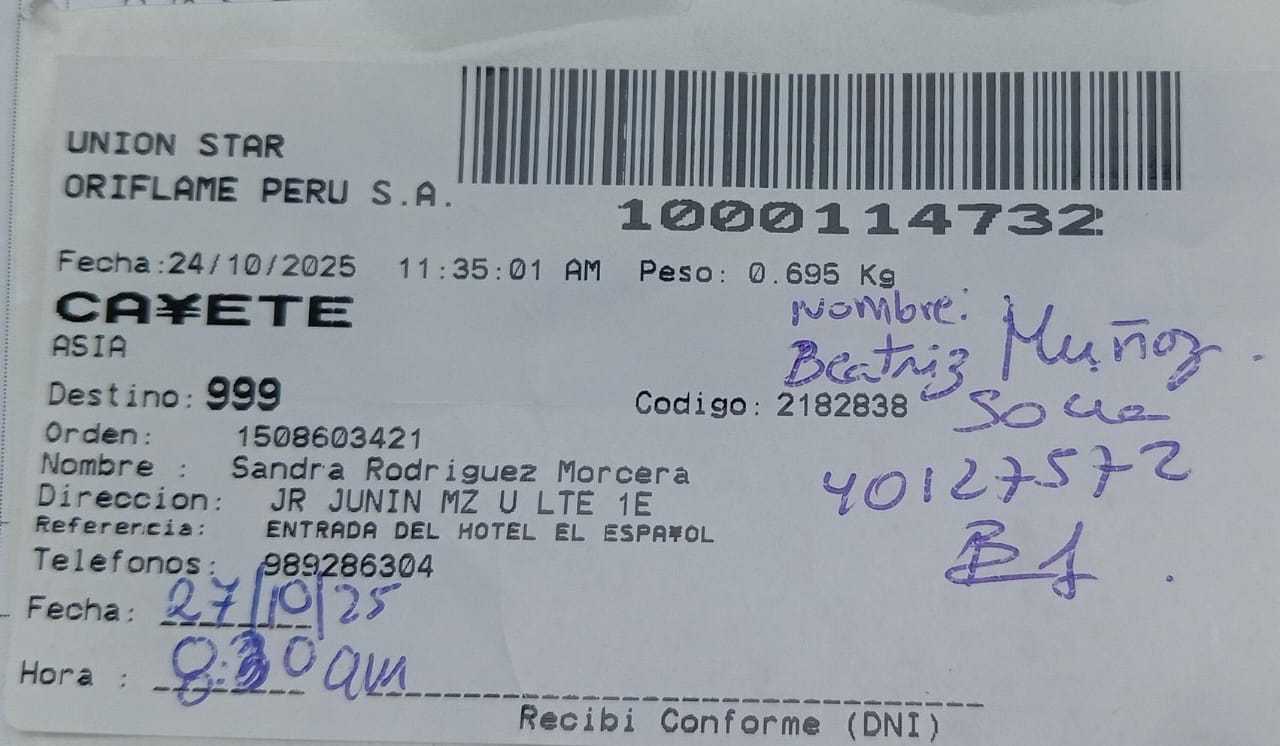 UNION STAR
ORIFLAME PERU S.A.
1000114732
Fecha:24/10/2025 11:35:01 AM Peso: 0.695 Kg
CA¥ETE
ASIA
Nombre:
Beatriz Muñoz
Destino: 999
Codigo: 2182838
Orden: 1508603421
40127572
Nombre : Sandra Rodriguez Morcera
Direccion: JR JUNIN MZ U LTE 1E
Referencia: ENTRADA DEL HOTEL EL ESPA¥OL
Telefonos: 989286304
Fecha: 27/10/25
Hora : 8:30 am
Recibi Conforme (DNI)